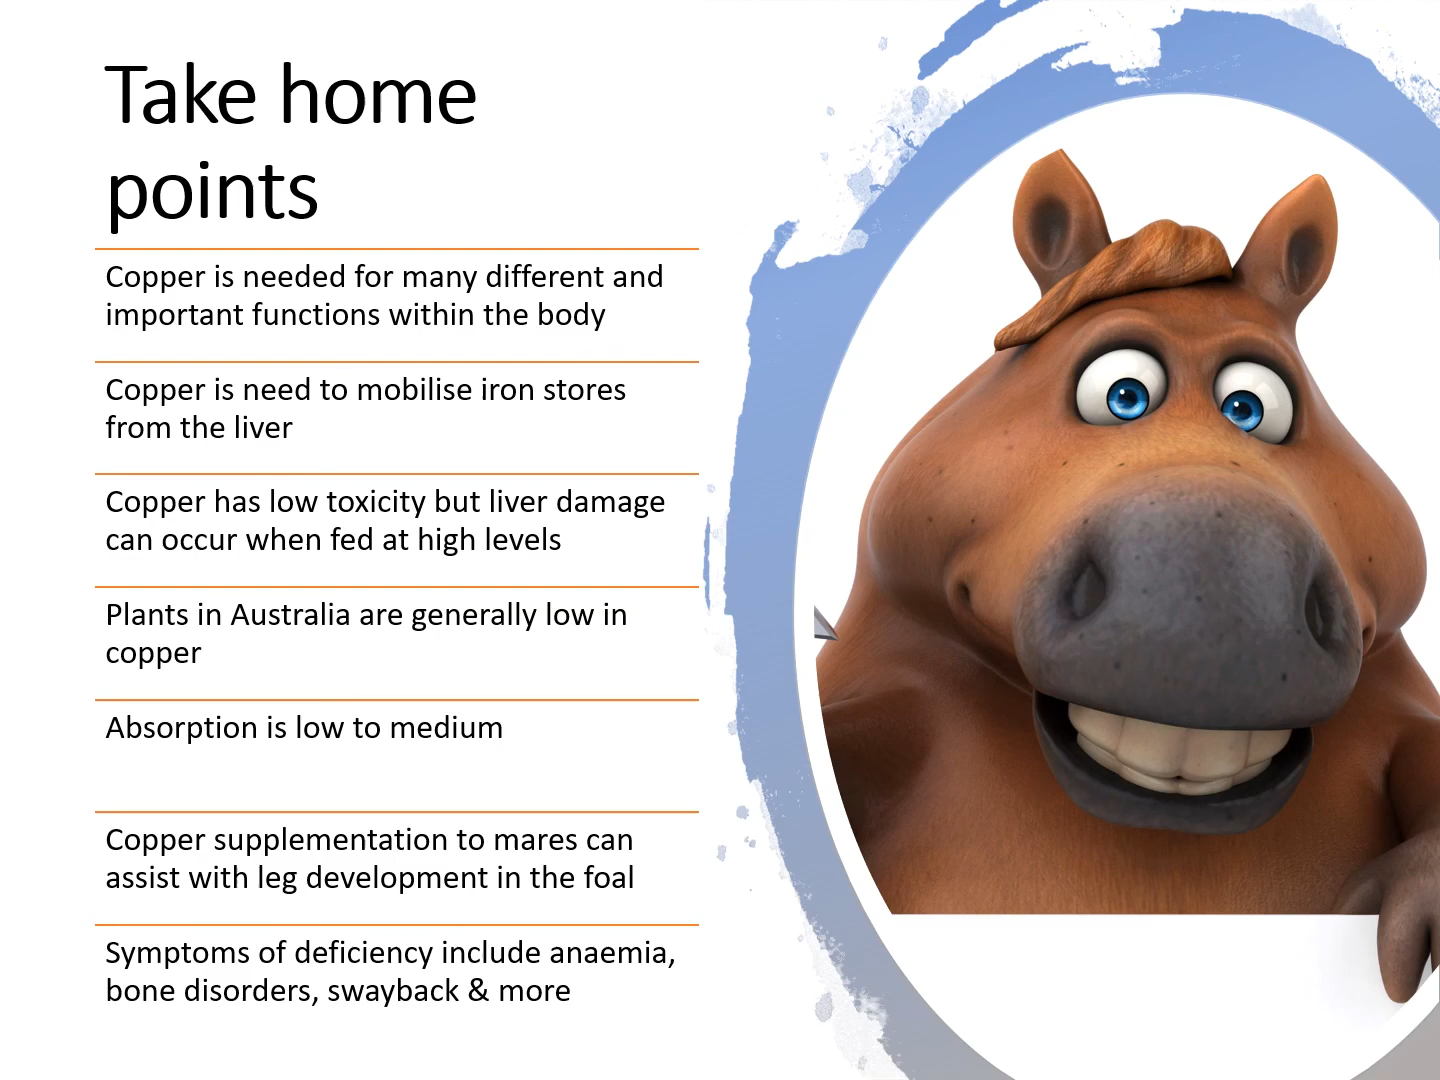 Take home
points
Copper is needed for many different and
important functions within the body
Copper is need to mobilise iron stores
from the liver
Copper has low toxicity but liver damage
can occur when fed at high levels
Plants in Australia are generally low in
copper
Absorption is low to medium
Copper supplementation to mares can
assist with leg development in the foal
Symptoms of deficiency include anaemia,
bone disorders, swayback & more